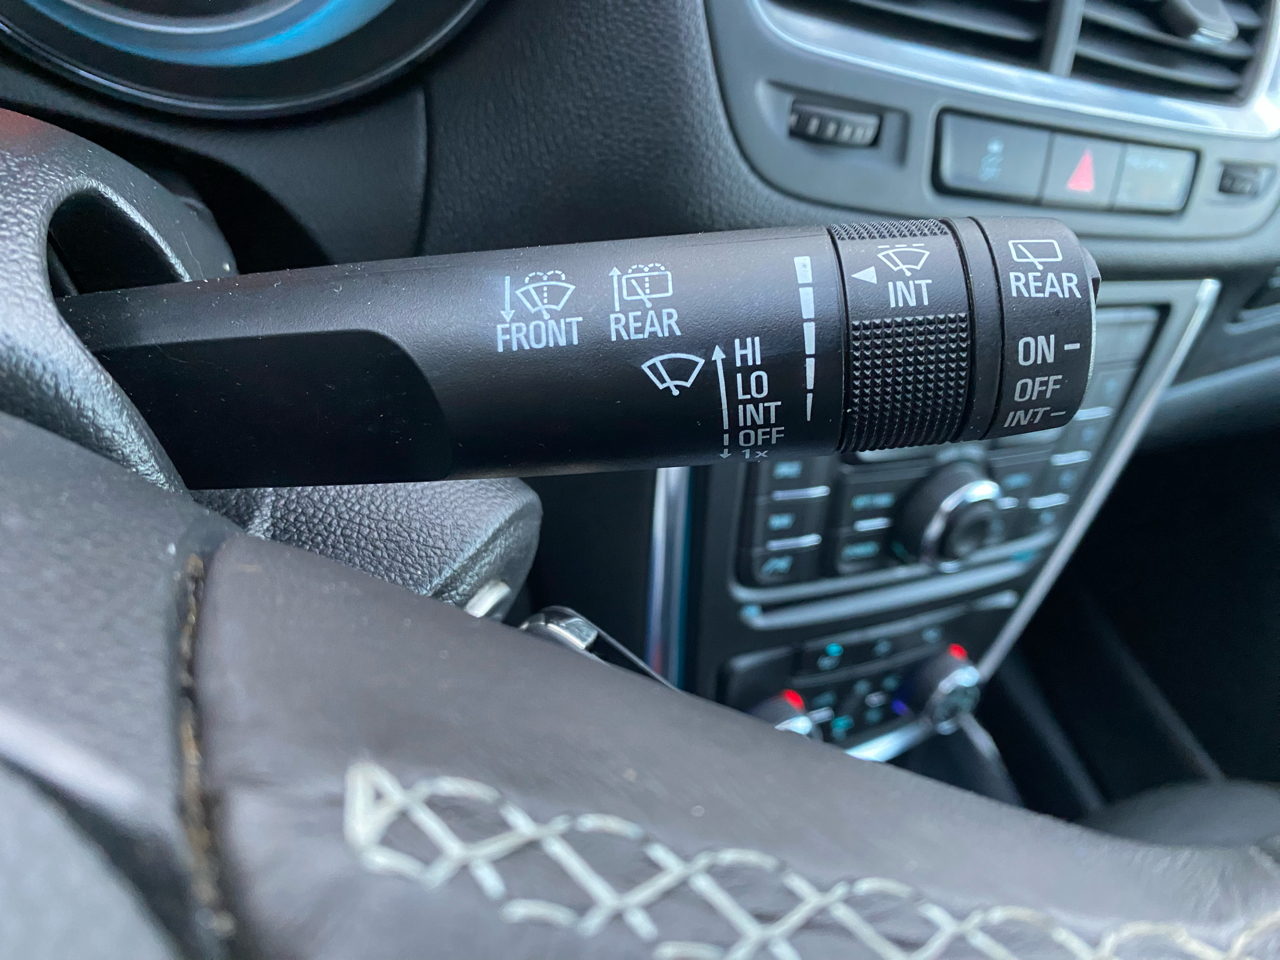 FRONT
REAR
HI
LO
INT
OFF
1x
INT
REAR
ON
OFF
INT